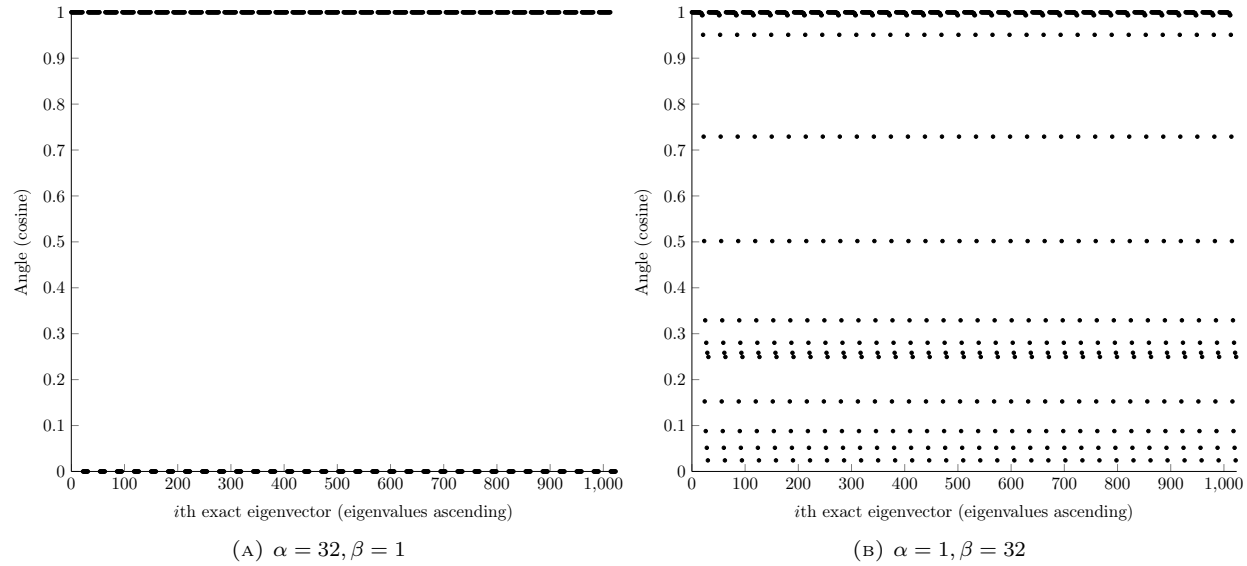 1
0.9
0.8
0.7
0.6
0.5
0.4
0.3
0.2
0.1
0
Angle (cosine)
0 100 200 300 400 500 600 700 800 900 1,000
ith exact eigenvector (eigenvalues ascending)
(A) α = 32, β = 1
1
0.9
0.8
0.7
0.6
0.5
0.4
0.3
0.2
0.1
0
Angle (cosine)
0 100 200 300 400 500 600 700 800 900 1,000
ith exact eigenvector (eigenvalues ascending)
(B) α = 1, β = 32